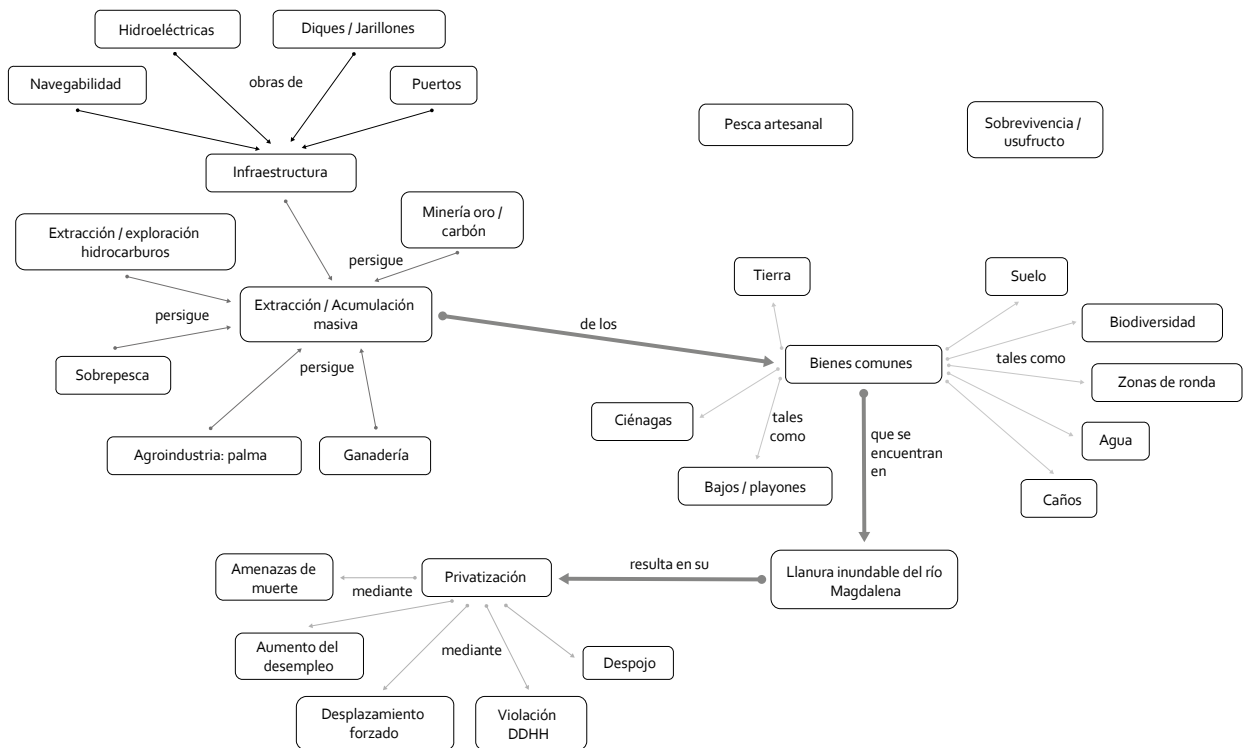 Hidroeléctricas
Diques / Jarillones
Navegabilidad
obras de
Puertos
Infraestructura
Pesca artesanal
Sobrevivencia /
usufructo
Extracción / exploración
hidrocarburos
Minería oro /
carbón
persigue
Extracción / Acumulación
masiva
persigue
Sobrepesca
persigue
Agroindustria: palma
Ganadería
de los
Tierra
Suelo
Biodiversidad
Bienes comunes
tales como
Zonas de ronda
Ciénagas
tales
como
Bajos / playones
que se
encuentran
en
Agua
Caños
Llanura inundable del río
Magdalena
resulta en su
Privatización
Amenazas de
muerte
mediante
Aumento del
desempleo
mediante
Despojo
Desplazamiento
forzado
Violación
DDHH